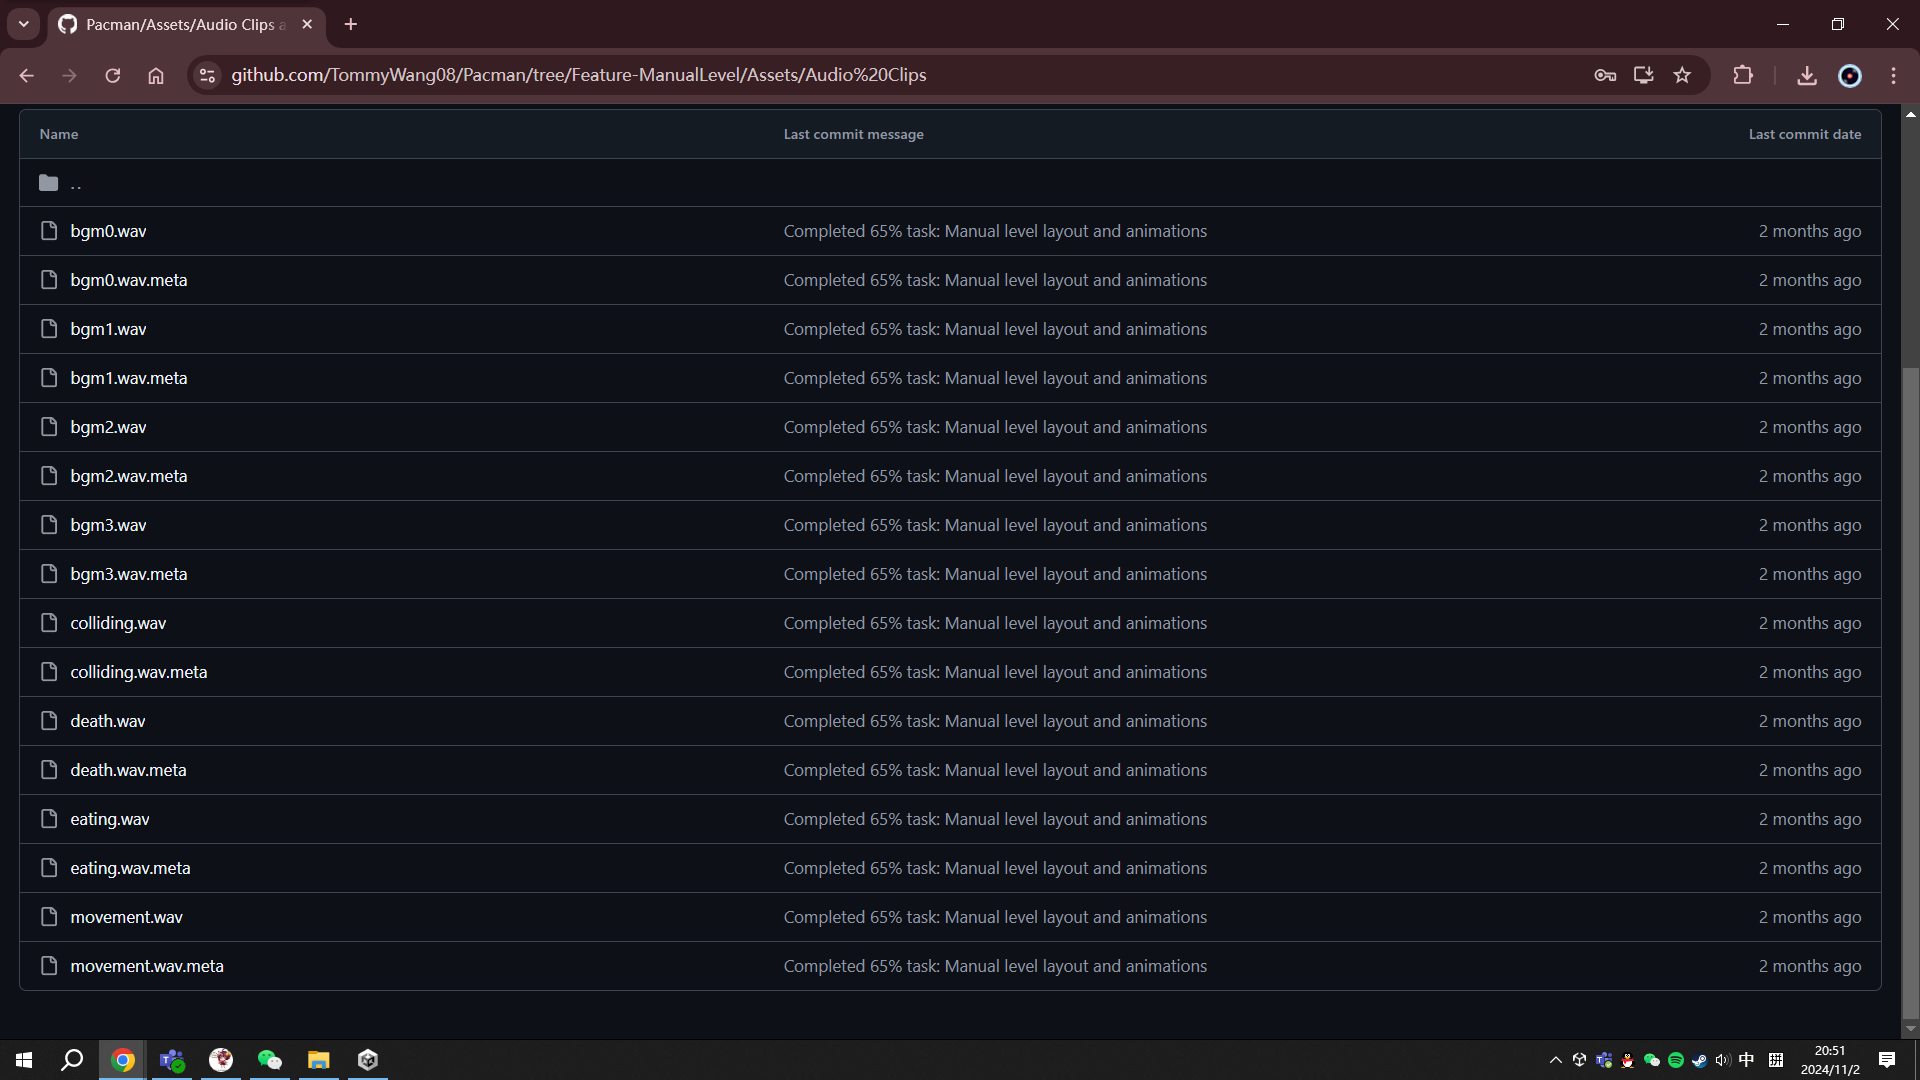 Pacman/Assets/Audio Clips a
github.com/TommyWang08/Pacman/tree/Feature-ManualLevel/Assets/Audio%20Clips
Name Last commit message Last commit date
..
bgm0.wav Completed 65% task: Manual level layout and animations 2 months ago
bgm0.wav.meta Completed 65% task: Manual level layout and animations 2 months ago
bgm1.wav Completed 65% task: Manual level layout and animations 2 months ago
bgm1.wav.meta Completed 65% task: Manual level layout and animations 2 months ago
bgm2.wav Completed 65% task: Manual level layout and animations 2 months ago
bgm2.wav.meta Completed 65% task: Manual level layout and animations 2 months ago
bgm3.wav Completed 65% task: Manual level layout and animations 2 months ago
bgm3.wav.meta Completed 65% task: Manual level layout and animations 2 months ago
colliding.wav Completed 65% task: Manual level layout and animations 2 months ago
colliding.wav.meta Completed 65% task: Manual level layout and animations 2 months ago
death.wav Completed 65% task: Manual level layout and animations 2 months ago
death.wav.meta Completed 65% task: Manual level layout and animations 2 months ago
eating.wav Completed 65% task: Manual level layout and animations 2 months ago
eating.wav.meta Completed 65% task: Manual level layout and animations 2 months ago
movement.wav Completed 65% task: Manual level layout and animations 2 months ago
movement.wav.meta Completed 65% task: Manual level layout and animations 2 months ago
中 拼 20:51
2024/11/2